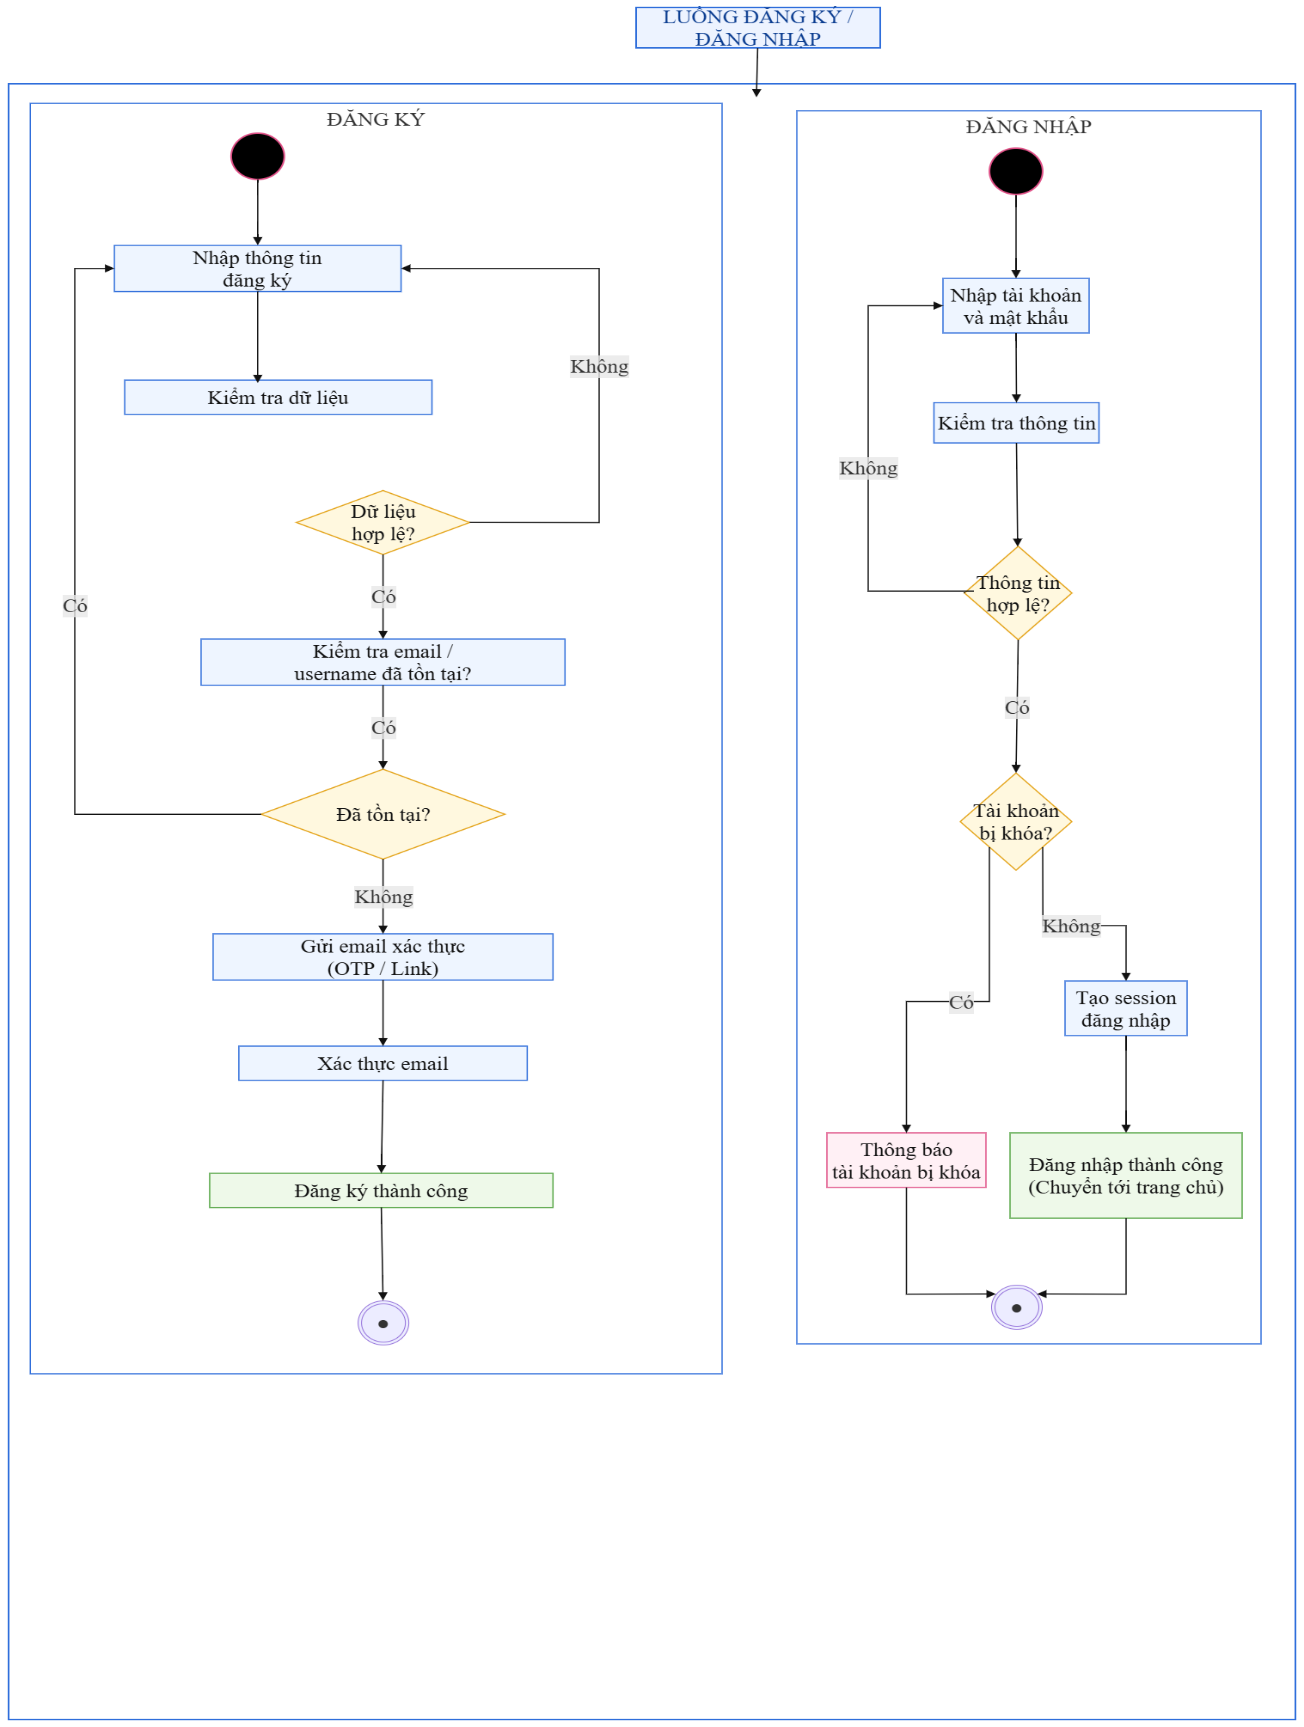 LUỒNG ĐĂNG KÝ /
ĐĂNG NHẬP
ĐĂNG KÝ
Nhập thông tin
đăng ký
Không
Kiểm tra dữ liệu
Dữ liệu
hợp lệ?
Có
Có
Kiểm tra email /
username đã tồn tại?
Có
Đã tồn tại?
Không
Gửi email xác thực
(OTP / Link)
Xác thực email
Đăng ký thành công
ĐĂNG NHẬP
Nhập tài khoản
và mật khẩu
Kiểm tra thông tin
Không
Thông tin
hợp lệ?
Có
Tài khoản
bị khóa?
Không
Có
Tạo session
đăng nhập
Thông báo
tài khoản bị khóa
Đăng nhập thành công
(Chuyển tới trang chủ)